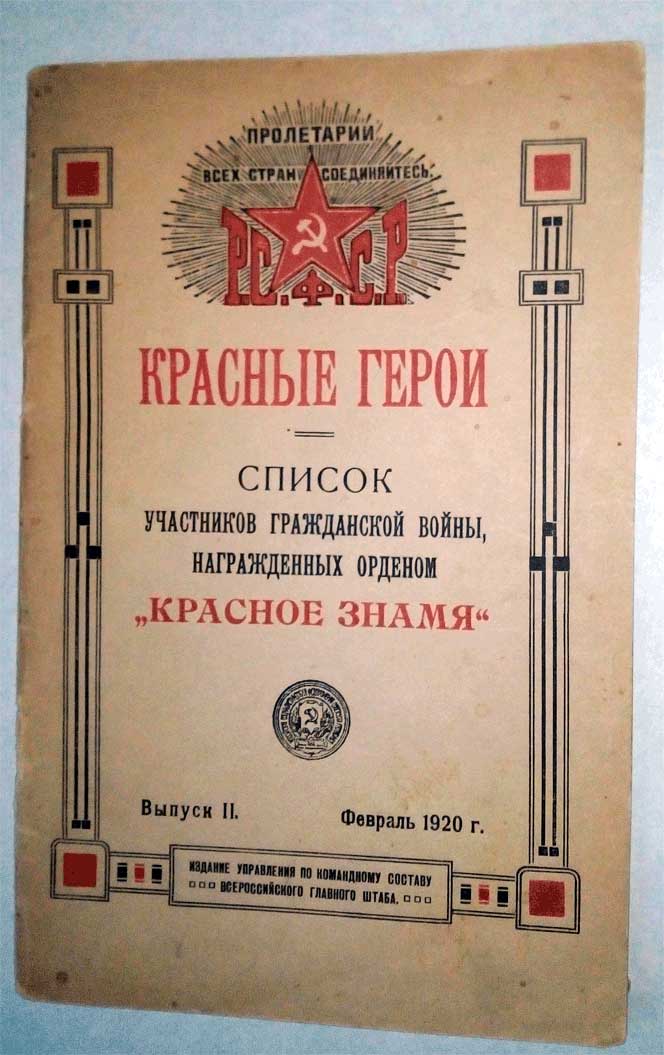 ПРОЛЕТАРИИ
ВСЕХ СТРАН СОЕДИНЯЙТЕСЬ.
Р.С.Ф.С.Р
КРАСНЫЕ ГЕРОИ
СПИСОК
УЧАСТНИКОВ ГРАЖДАНСКОЙ ВОЙНЫ,
НАГРАЖДЕННЫХ ОРДЕНОМ
„КРАСНОЕ ЗНАМЯ“
Выпуск II. Февраль 1920 г.
ИЗДАНИЕ УПРАВЛЕНИЯ ПО КОМАНДНОМУ СОСТАВУ
ВСЕРОССИЙСКОГО ГЛАВНОГО ШТАБА.